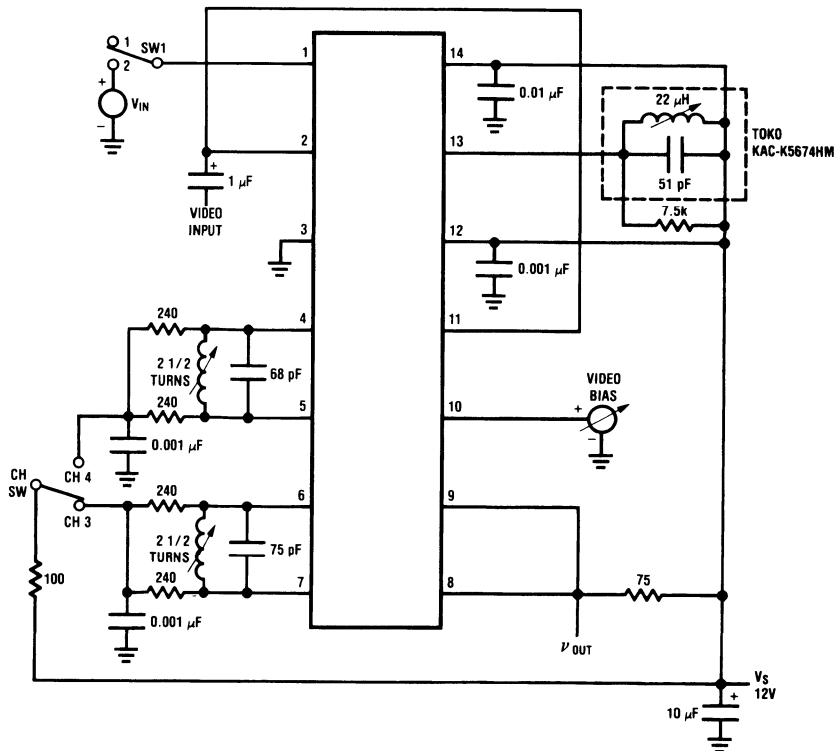 1
2
SW1
+
VIN
−
1
2
+
1 µF
VIDEO
INPUT
3
240
4
2 1/2
TURNS
68 pF
240
5
0.001 µF
CH 4
CH
SW
CH 3
240
6
2 1/2
TURNS
75 pF
240
7
100
0.001 µF
14
0.01 µF
22 µH
TOKO
KAC-K5674HM
13
51 pF
7.5k
12
0.001 µF
11
VIDEO
BIAS
10
+
−
9
8
75
νOUT
VS
12V
+
10 µF